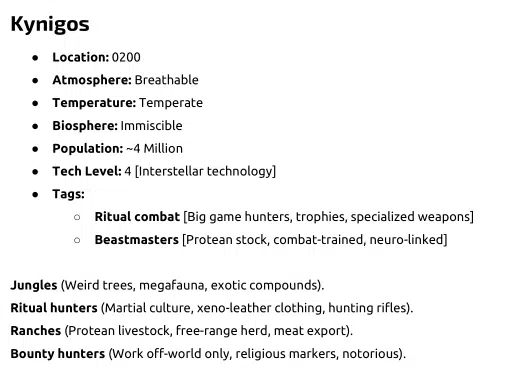 Kynigos
● Location: 0200
● Atmosphere: Breathable
● Temperature: Temperate
● Biosphere: Immiscible
● Population: ~4 Million
● Tech Level: 4 [Interstellar technology]
● Tags:
○ Ritual combat [Big game hunters, trophies, specialized weapons]
○ Beastmasters [Protean stock, combat-trained, neuro-linked]
Jungles (Weird trees, megafauna, exotic compounds).
Ritual hunters (Martial culture, xeno-leather clothing, hunting rifles).
Ranches (Protean livestock, free-range herd, meat export).
Bounty hunters (Work off-world only, religious markers, notorious).